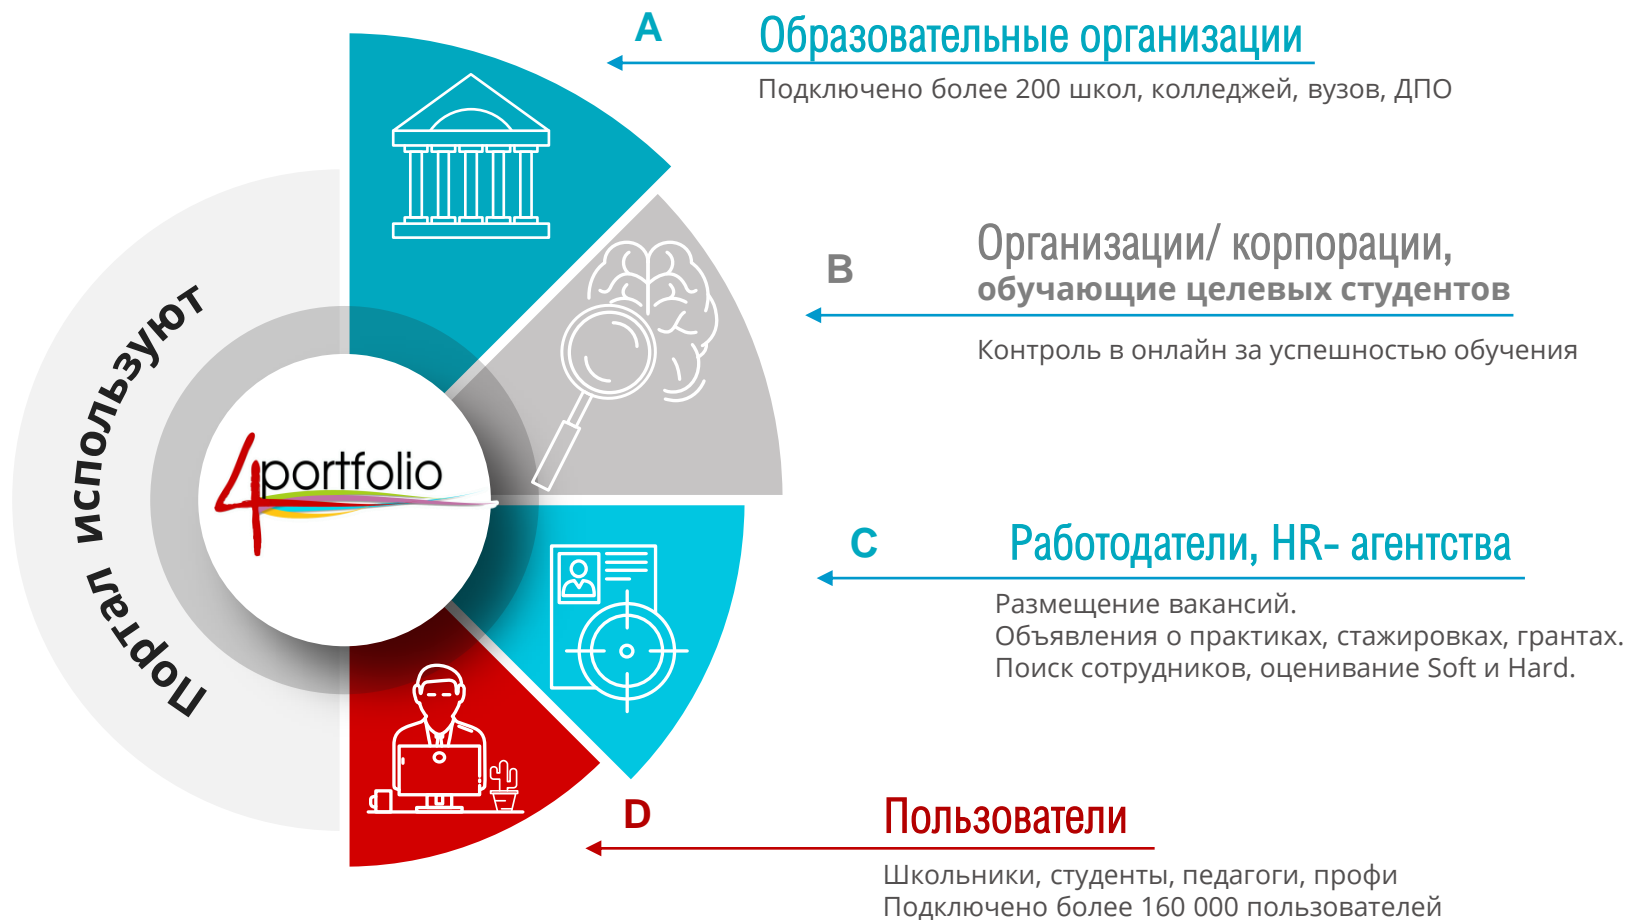 Портал используют
4portfolio
A
Образовательные организации
Подключено более 200 школ, колледжей, вузов, ДПО
B
Организации/ корпорации,
обучающие целевых студентов
Контроль в онлайн за успешностью обучения
C
Работодатели, HR- агентства
Размещение вакансий.
Объявления о практиках, стажировках, грантах.
Поиск сотрудников, оценивание Soft и Hard.
D
Пользователи
Школьники, студенты, педагоги, профи
Подключено более 160 000 пользователей